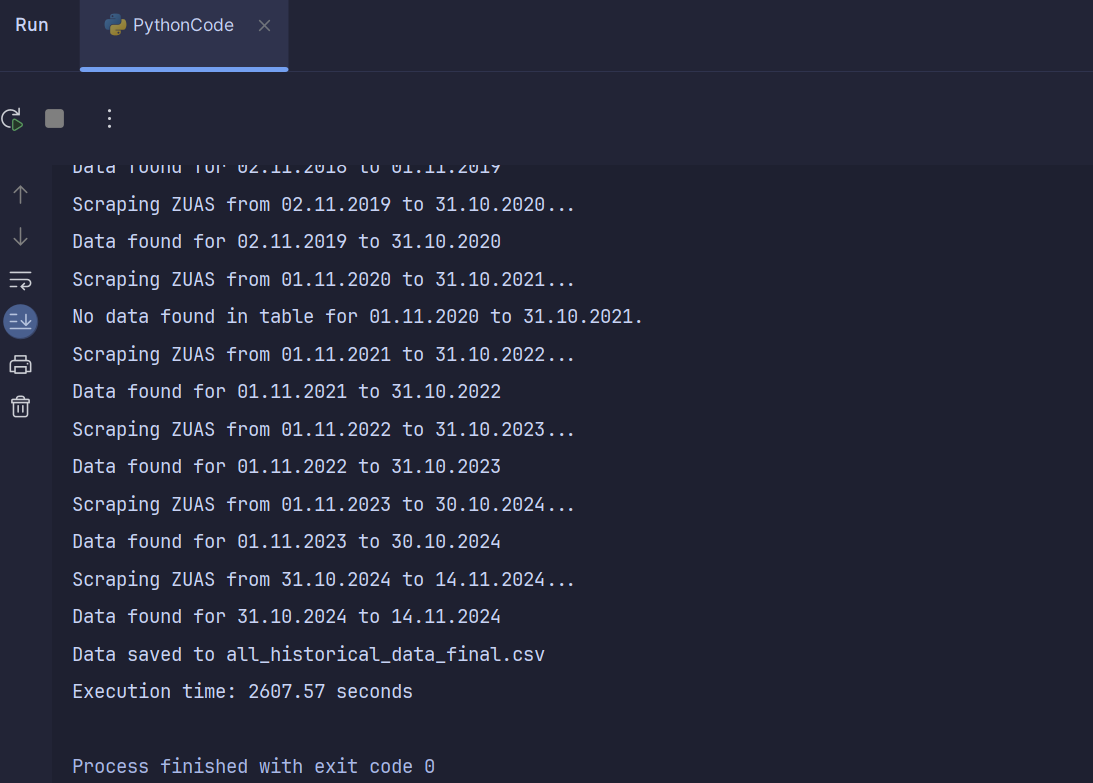 Run
PythonCode
Data found for 02.11.2018 to 01.11.2019
Scraping ZUAS from 02.11.2019 to 31.10.2020...
Data found for 02.11.2019 to 31.10.2020
Scraping ZUAS from 01.11.2020 to 31.10.2021...
No data found in table for 01.11.2020 to 31.10.2021.
Scraping ZUAS from 01.11.2021 to 31.10.2022...
Data found for 01.11.2021 to 31.10.2022
Scraping ZUAS from 01.11.2022 to 31.10.2023...
Data found for 01.11.2022 to 31.10.2023
Scraping ZUAS from 01.11.2023 to 30.10.2024...
Data found for 01.11.2023 to 30.10.2024
Scraping ZUAS from 31.10.2024 to 14.11.2024...
Data found for 31.10.2024 to 14.11.2024
Data saved to all_historical_data_final.csv
Execution time: 2607.57 seconds
Process finished with exit code 0